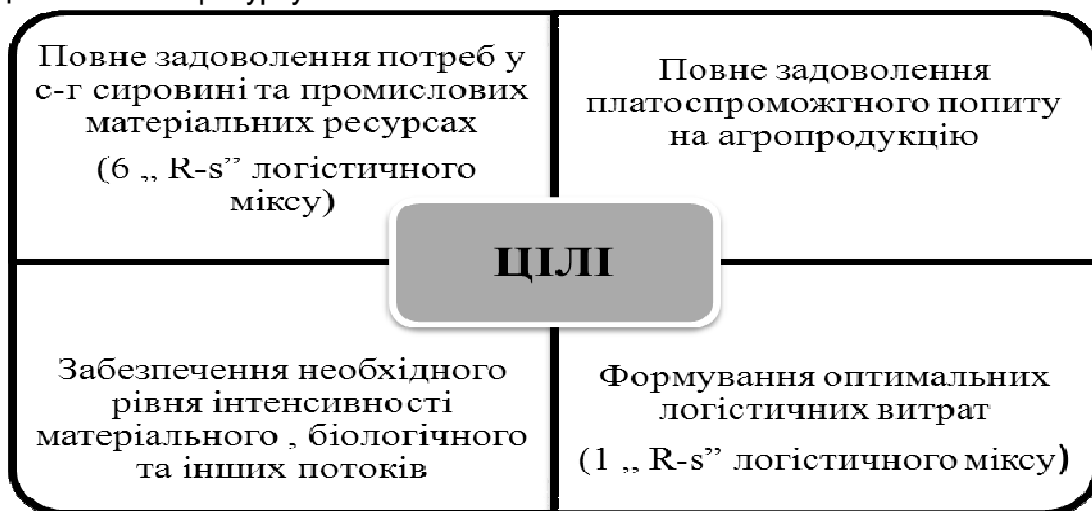 Повне задоволення потреб у
с-г сировині та промислових
матеріальних ресурсах
(6 „ R-s” логістичного
міксу)
Повне задоволення
платоспроможтного попиту
на агропродукцію
ЦІЛІ
Забезпечення необхідного
рівня інтенсивності
матеріального , біологічного
та інших потоків
Формування оптимальних
логістичних витрат
(1 „ R-s” логістичного міксу)